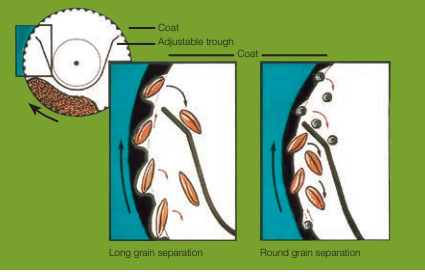 Coat
Adjustable trough
Coat
Long grain separation
Round grain separation